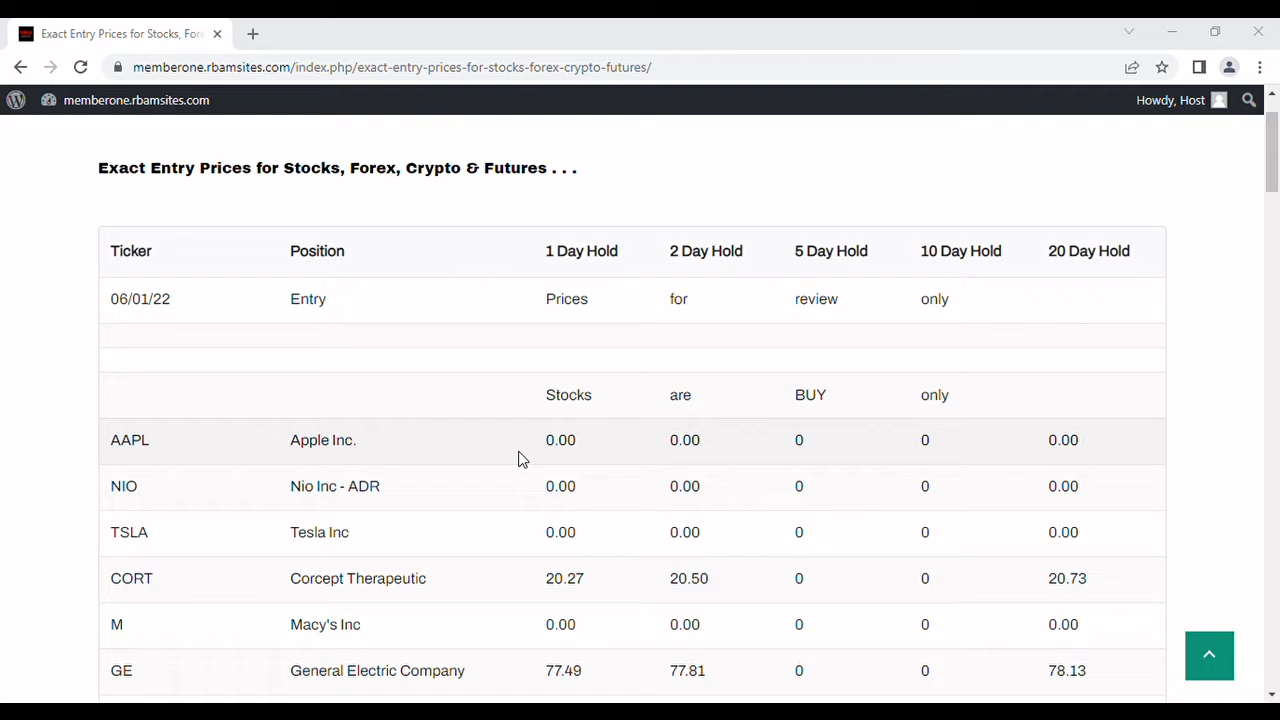 Exact Entry Prices for Stocks, For
memberone.rbamsites.com/index.php/exact-entry-prices-for-stocks-forex-crypto-futures/
memberone.rbamsites.com Howdy, Host
Exact Entry Prices for Stocks, Forex, Crypto & Futures . . .
Ticker Position 1 Day Hold 2 Day Hold 5 Day Hold 10 Day Hold 20 Day Hold
06/01/22 Entry Prices for review only
Stocks are BUY only
AAPL Apple Inc. 0.00 0.00 0 0 0.00
NIO Nio Inc - ADR 0.00 0.00 0 0 0.00
TSLA Tesla Inc 0.00 0.00 0 0 0.00
CORT Corcept Therapeutic 20.27 20.50 0 0 20.73
M Macy's Inc 0.00 0.00 0 0 0.00
GE General Electric Company 77.49 77.81 0 0 78.13